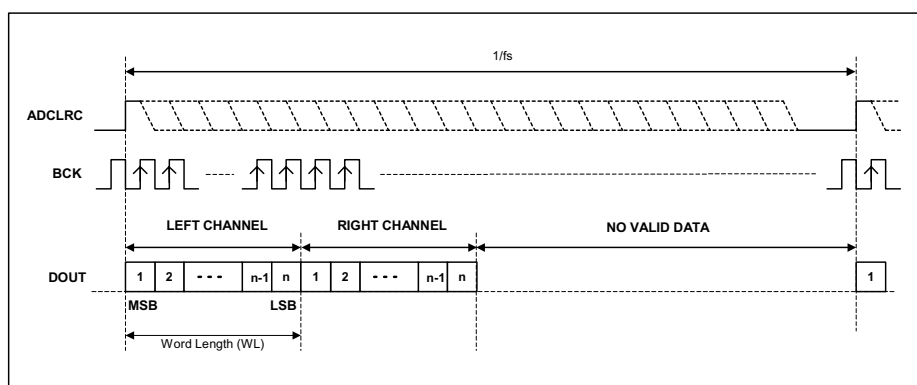 1/fs
ADCLRC
BCK
LEFT CHANNEL RIGHT CHANNEL NO VALID DATA
DOUT 1 2 - - - n-1 n 1 2 - - - n-1 n 1
MSB LSB
Word Length (WL)